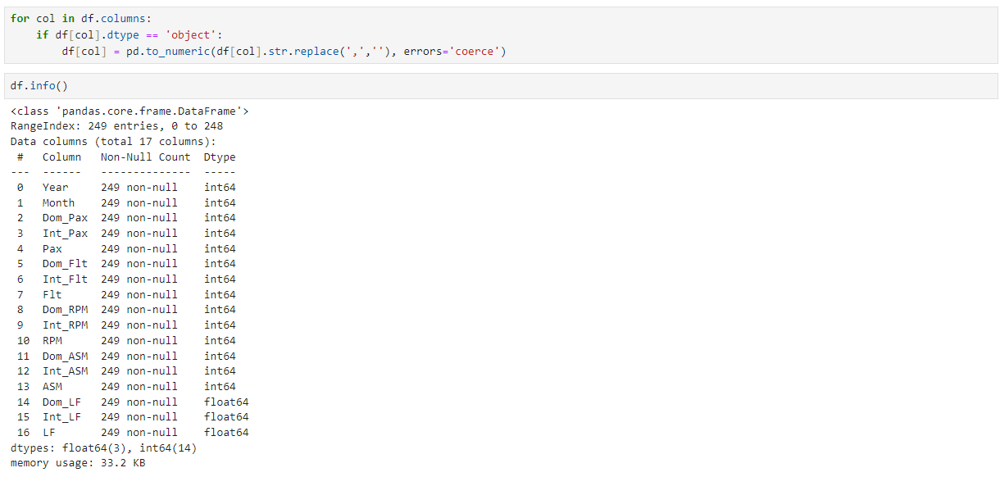 for col in df.columns:
    if df[col].dtype == 'object':
        df[col] = pd.to_numeric(df[col].str.replace(',',''), errors='coerce')
df.info()
<class 'pandas.core.frame.DataFrame'>
RangeIndex: 249 entries, 0 to 248
Data columns (total 17 columns):
 #   Column   Non-Null Count  Dtype
---  ------   --------------  -----
 0   Year     249 non-null    int64
 1   Month    249 non-null    int64
 2   Dom_Pax  249 non-null    int64
 3   Int_Pax  249 non-null    int64
 4   Pax      249 non-null    int64
 5   Dom_Flt  249 non-null    int64
 6   Int_Flt  249 non-null    int64
 7   Flt      249 non-null    int64
 8   Dom_RPM  249 non-null    int64
 9   Int_RPM  249 non-null    int64
 10  RPM      249 non-null    int64
 11  Dom_ASM  249 non-null    int64
 12  Int_ASM  249 non-null    int64
 13  ASM      249 non-null    int64
 14  Dom_LF   249 non-null    float64
 15  Int_LF   249 non-null    float64
 16  LF       249 non-null    float64
dtypes: float64(3), int64(14)
memory usage: 33.2 KB